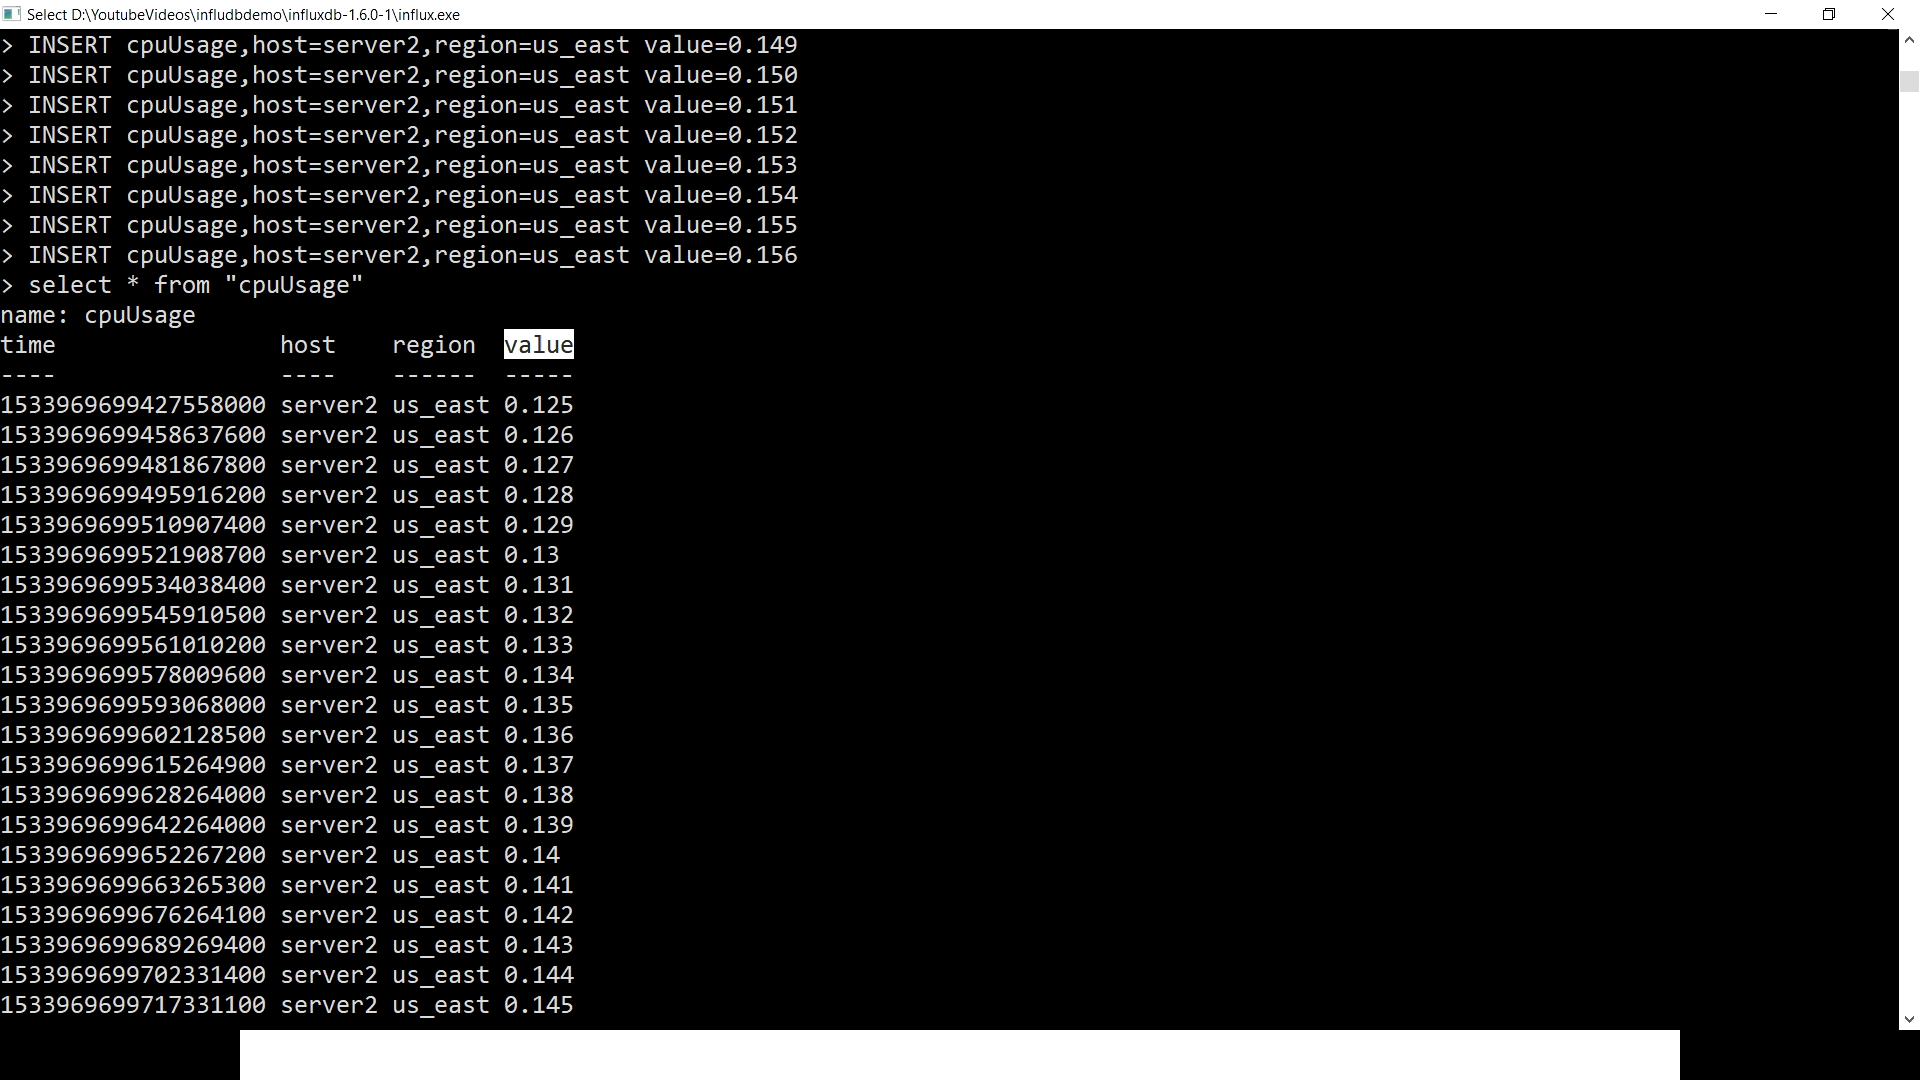 Select D:\YoutubeVideos\infludbdemo\influxdb-1.6.0-1\influx.exe
> INSERT cpuUsage,host=server2,region=us_east value=0.149
> INSERT cpuUsage,host=server2,region=us_east value=0.150
> INSERT cpuUsage,host=server2,region=us_east value=0.151
> INSERT cpuUsage,host=server2,region=us_east value=0.152
> INSERT cpuUsage,host=server2,region=us_east value=0.153
> INSERT cpuUsage,host=server2,region=us_east value=0.154
> INSERT cpuUsage,host=server2,region=us_east value=0.155
> INSERT cpuUsage,host=server2,region=us_east value=0.156
> select * from "cpuUsage"
name: cpuUsage
time host region value
---- ---- ------ -----
1533969699427558000 server2 us_east 0.125
1533969699458637600 server2 us_east 0.126
1533969699481867800 server2 us_east 0.127
1533969699495916200 server2 us_east 0.128
1533969699510907400 server2 us_east 0.129
1533969699521908700 server2 us_east 0.13
1533969699534038400 server2 us_east 0.131
1533969699545910500 server2 us_east 0.132
1533969699561010200 server2 us_east 0.133
1533969699578009600 server2 us_east 0.134
1533969699593068000 server2 us_east 0.135
1533969699602128500 server2 us_east 0.136
1533969699615264900 server2 us_east 0.137
1533969699628264000 server2 us_east 0.138
1533969699642264000 server2 us_east 0.139
1533969699652267200 server2 us_east 0.14
1533969699663265300 server2 us_east 0.141
1533969699676264100 server2 us_east 0.142
1533969699689269400 server2 us_east 0.143
1533969699702331400 server2 us_east 0.144
1533969699717331100 server2 us_east 0.145